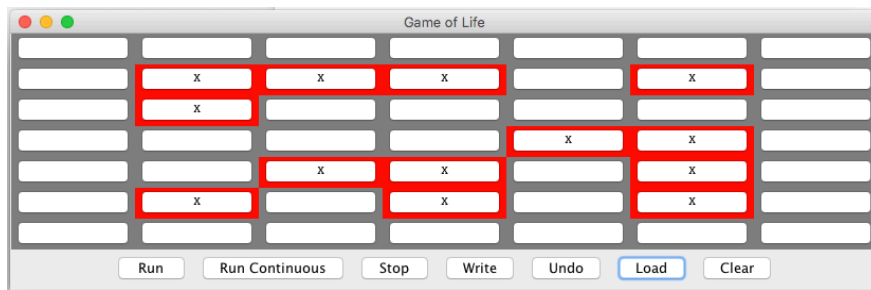 Game of Life
x x x x
x
x x
x x x
x x x
Run Run Continuous Stop Write Undo Load Clear